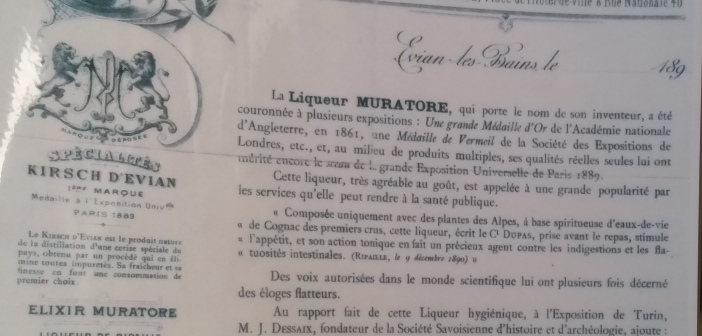 Place de l'Hôtel-de-Ville & Rue Nationale, 40
Evian-les-Bains, le 189
MARQUE DÉPOSÉE
SPÉCIALITÉS
KIRSCH D'EVIAN
1ère MARQUE
Médaille à l'Exposition Univelle
PARIS 1889
Le KIRSCH D'EVIAN est le produit nature
de la distillation d'une cerise spéciale du
pays, obtenu par un procédé qui en éli-
mine toutes impuretés. Sa fraîcheur et sa
finesse en font une consommation de
premier choix.
ELIXIR MURATORE
La Liqueur MURATORE, qui porte le nom de son inventeur, a été
couronnée à plusieurs expositions : Une grande Médaille d'Or de l'Académie nationale
d'Angleterre, en 1861, une Médaille de Vermeil de la Société des Expositions de
Londres, etc., et, au milieu de produits multiples, ses qualités réelles seules lui ont
mérité encore le sceau de la grande Exposition Universelle de Paris 1889.
Cette liqueur, très agréable au goût, est appelée à une grande popularité par
les services qu'elle peut rendre à la santé publique.
« Composée uniquement avec des plantes des Alpes, à base spiritueuse d'eaux-de-vie
« de Cognac des premiers crus, cette liqueur, écrit le Ct DUPAS, prise avant le repas, stimule
« l'appétit, et son action tonique en fait un précieux agent contre les indigestions et les fla-
« tuosités intestinales. (RIPAILLE, le 9 décembre 1890) »
Des voix autorisées dans le monde scientifique lui ont plusieurs fois décerné
des éloges flatteurs.
Au rapport fait de cette Liqueur hygiénique, à l'Exposition de Turin,
M. J. DESSAIX, fondateur de la Société Savoisienne d'histoire et d'archéologie, ajoute :